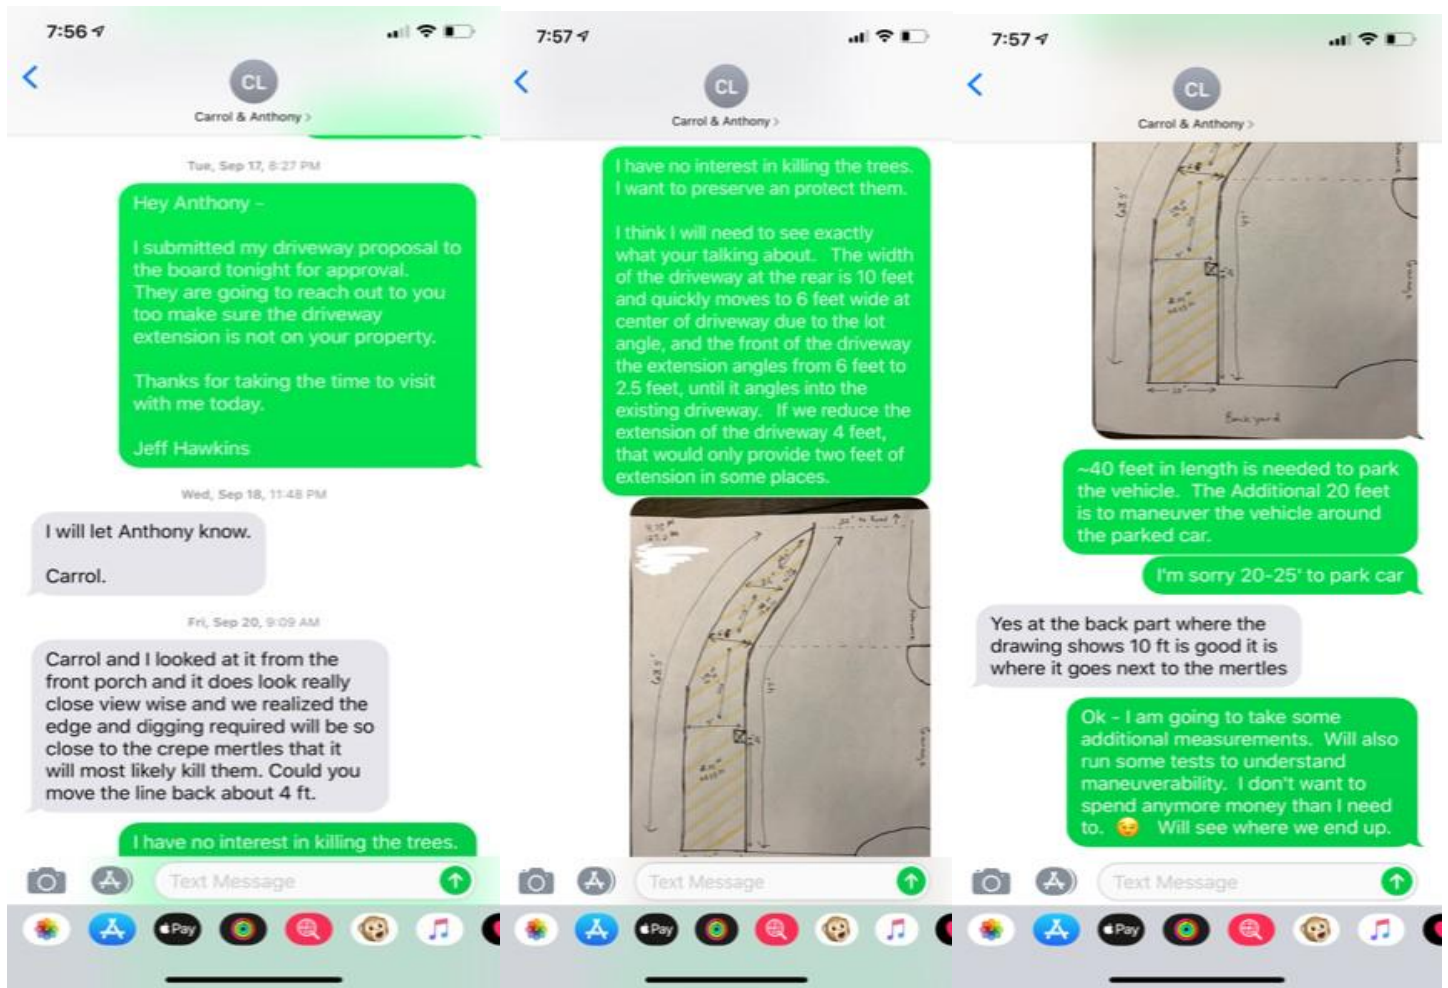 7:56
CL
Carrol & Anthony >
Tue, Sep 17, 8:27 PM
Hey Anthony -
I submitted my driveway proposal to
the board tonight for approval.
They are going to reach out to you
too make sure the driveway
extension is not on your property.
Thanks for taking the time to visit
with me today.
Jeff Hawkins
Wed, Sep 18, 11:48 PM
I will let Anthony know.
Carrol.
Fri, Sep 20, 9:09 AM
Carrol and I looked at it from the
front porch and it does look really
close view wise and we realized the
edge and digging required will be so
close to the crepe mertles that it
will most likely kill them. Could you
move the line back about 4 ft.
I have no interest in killing the trees.
Text Message
Pay
7:57
CL
Carrol & Anthony >
I have no interest in killing the trees.
I want to preserve an protect them.
I think I will need to see exactly
what your talking about. The width
of the driveway at the rear is 10 feet
and quickly moves to 6 feet wide at
center of driveway due to the lot
angle, and the front of the driveway
the extension angles from 6 feet to
2.5 feet, until it angles into the
existing driveway. If we reduce the
extension of the driveway 4 feet,
that would only provide two feet of
extension in some places.
Garage
Text Message
Pay
7:57
CL
Carrol & Anthony >
Garage
Backyard
~40 feet in length is needed to park
the vehicle. The Additional 20 feet
is to maneuver the vehicle around
the parked car.
I'm sorry 20-25' to park car
Yes at the back part where the
drawing shows 10 ft is good it is
where it goes next to the mertles
Ok - I am going to take some
additional measurements. Will also
run some tests to understand
maneuverability. I don't want to
spend anymore money than I need
to. 😉 Will see where we end up.
Text Message
Pay